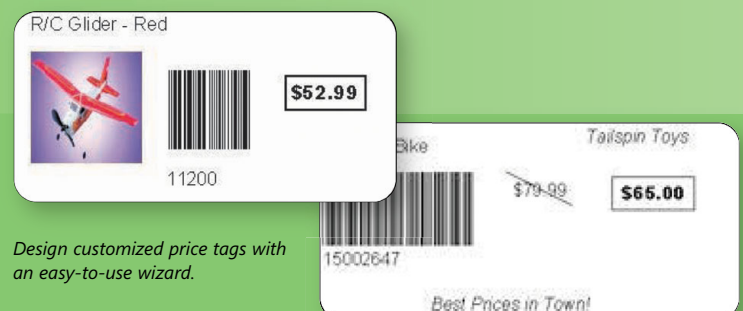 R/C Glider - Red
$52.99
11200
Bike
Tailspin Toys
$79.99
$65.00
15002647
Best Prices in Town!
Design customized price tags with
an easy-to-use wizard.